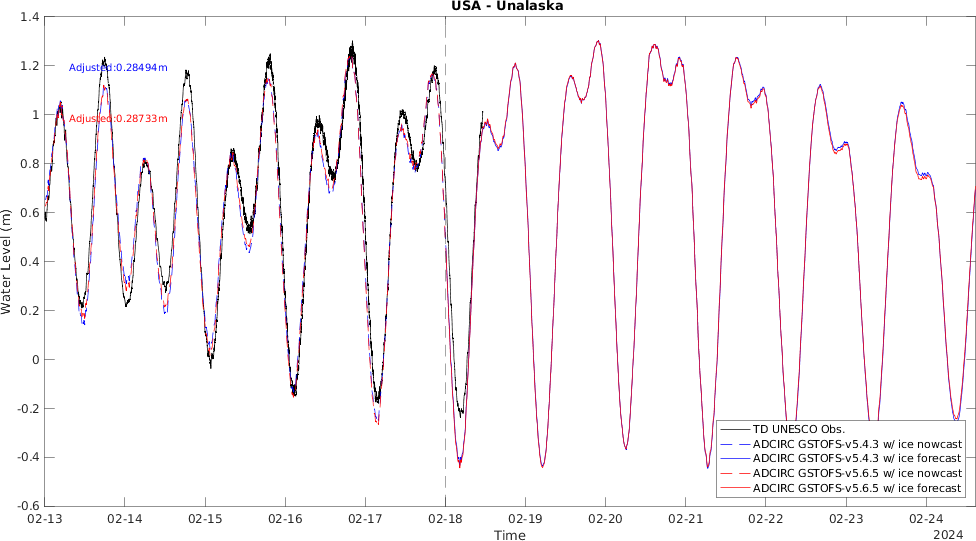 USA - Unalaska
1.4
1.2
1
0.8
0.6
0.4
0.2
0
-0.2
-0.4
-0.6
Water Level (m)
Adjusted:0.28494m
Adjusted:0.28733m
TD UNESCO Obs.
ADCIRC GSTOFS-v5.4.3 w/ ice nowcast
ADCIRC GSTOFS-v5.4.3 w/ ice forecast
ADCIRC GSTOFS-v5.6.5 w/ ice nowcast
ADCIRC GSTOFS-v5.6.5 w/ ice forecast
02-13 02-14 02-15 02-16 02-17 02-18 02-19 02-20 02-21 02-22 02-23 02-24
Time
2024